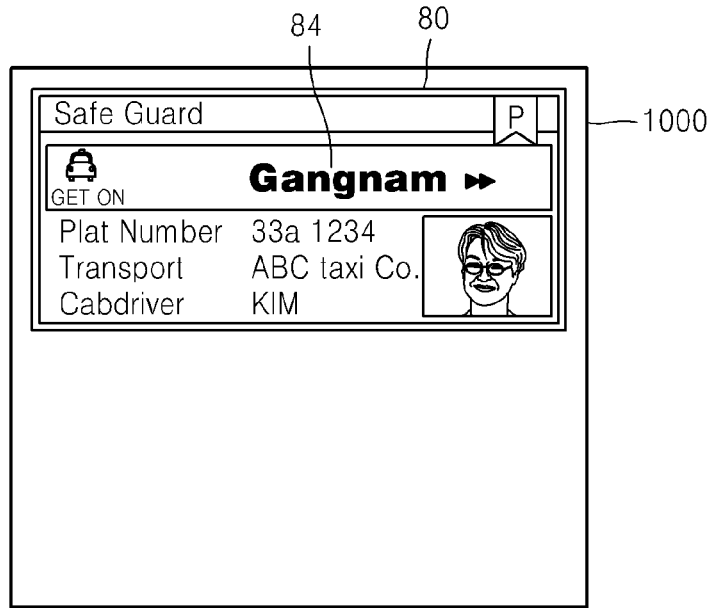 84
80
Safe Guard
P
1000
GET ON
Gangnam
Plat Number 33a 1234
Transport ABC taxi Co.
Cabdriver KIM